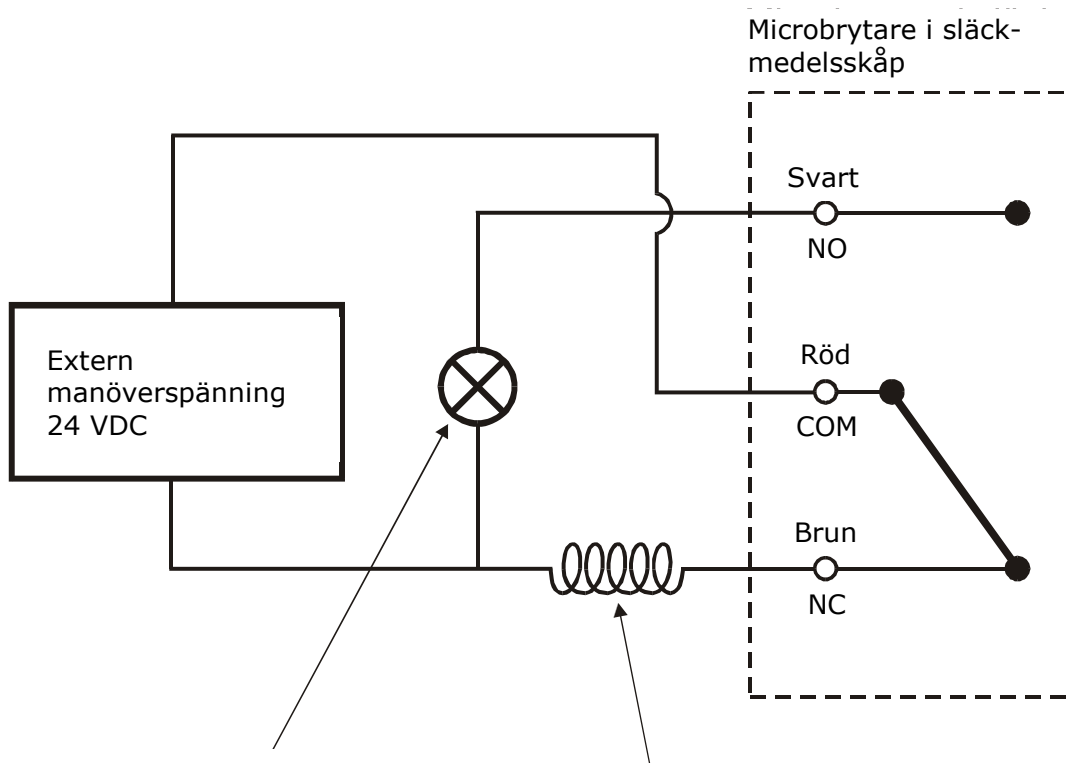 Microbrytare i släck-
medelsskåp
Svart
NO
Extern
manöverspänning
24 VDC
Röd
COM
Brun
NC